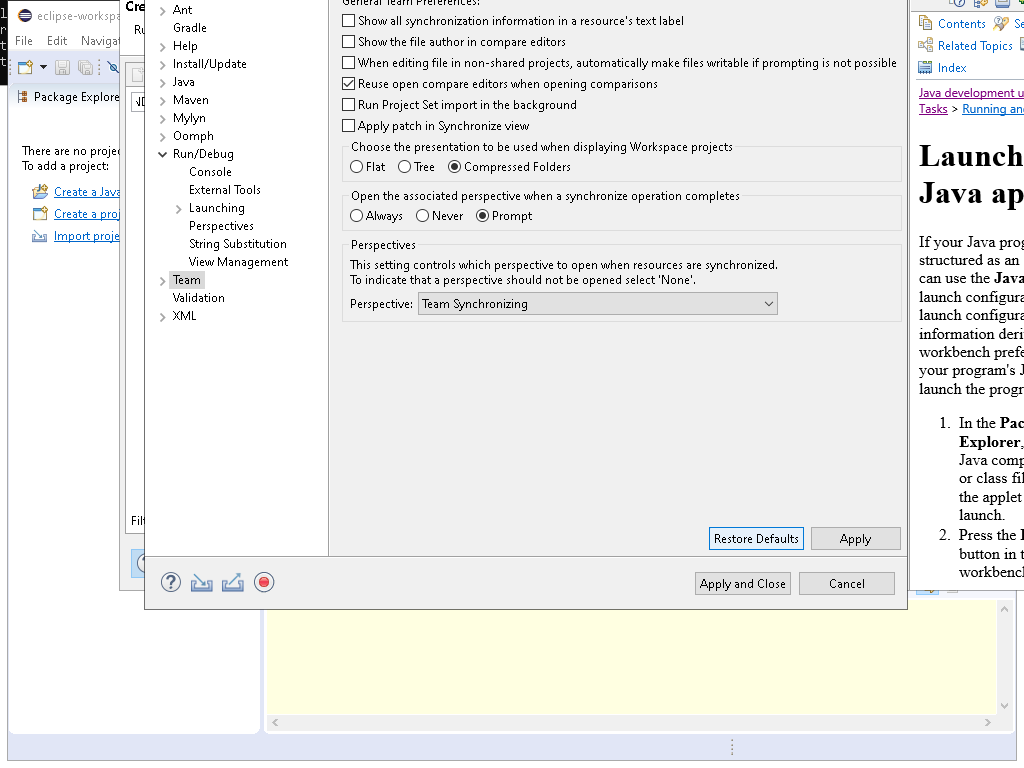 eclipse-workspa
File Edit Navigat
Package Explore
There are no projec
To add a project:
Create a Java
Create a proj
Import proje
Cre
Ru
Filt
Ant
Gradle
Help
Install/Update
Java
Maven
Mylyn
Oomph
Run/Debug
Console
External Tools
Launching
Perspectives
String Substitution
View Management
Team
Validation
XML
General Team Preferences:
Show all synchronization information in a resource's text label
Show the file author in compare editors
When editing file in non-shared projects, automatically make files writable if prompting is not possible
Reuse open compare editors when opening comparisons
Run Project Set import in the background
Apply patch in Synchronize view
Choose the presentation to be used when displaying Workspace projects
Flat Tree Compressed Folders
Open the associated perspective when a synchronize operation completes
Always Never Prompt
Perspectives
This setting controls which perspective to open when resources are synchronized.
To indicate that a perspective should not be opened select 'None'.
Perspective: Team Synchronizing
Restore Defaults Apply
Apply and Close Cancel
Contents Se
Related Topics
Index
Java development u
Tasks > Running an
Launch
Java ap
If your Java prog
structured as an
can use the Java
launch configura
launch configura
information deri
workbench prefe
your program's J
launch the progr
1. In the Pac
Explorer,
Java comp
or class fil
the applet
launch.
2. Press the
button in t
workbench